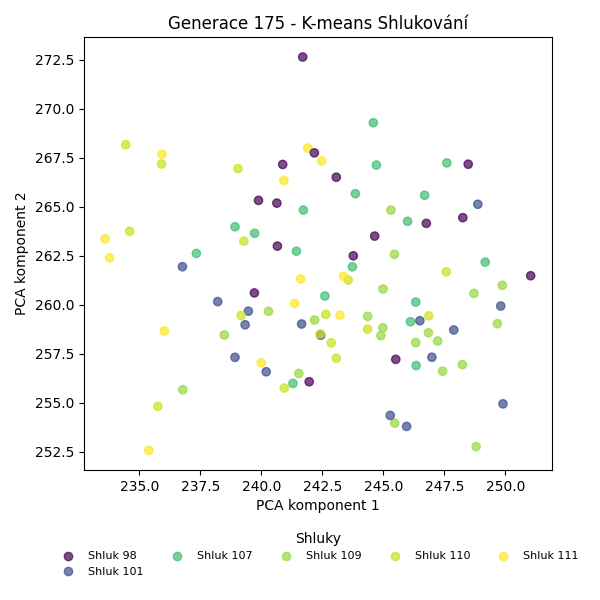 Generace 175 - K-means Shlukování
272.5
270.0
267.5
265.0
262.5
260.0
257.5
255.0
252.5
PCA komponent 2
235.0 237.5 240.0 242.5 245.0 247.5 250.0
PCA komponent 1
Shluky
Shluk 98 Shluk 107 Shluk 109 Shluk 110 Shluk 111
Shluk 101